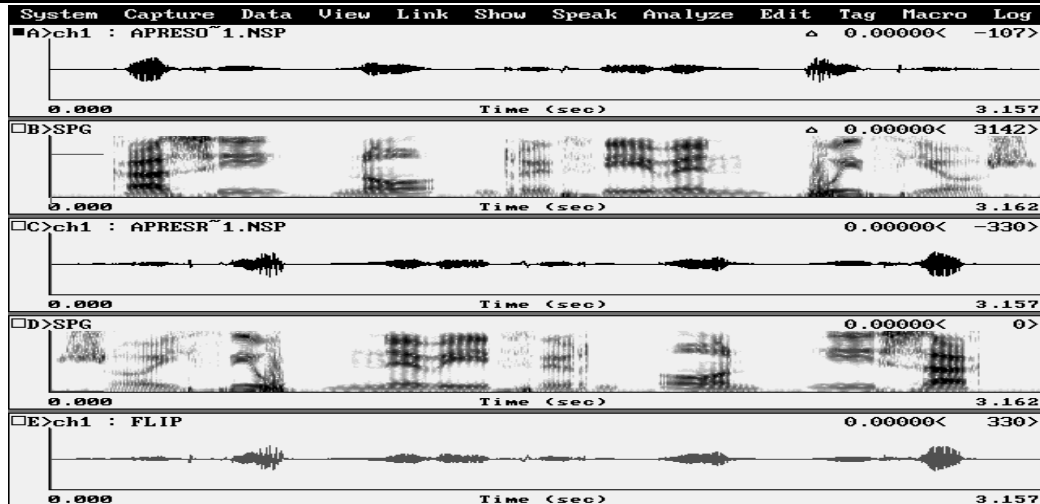 System Capture Data View Link Show Speak Analyze Edit Tag Macro Log
■A>ch1 : APRESO~1.NSP △ 0.00000< -107>
0.000 Time (sec) 3.157
□B>SPG △ 0.00000< 3142>
0.000 Time (sec) 3.162
□C>ch1 : APRESR~1.NSP 0.00000< -330>
0.000 Time (sec) 3.157
□D>SPG 0.00000< 0>
0.000 Time (sec) 3.162
□E>ch1 : FLIP 0.00000< 330>
0.000 Time (sec) 3.157